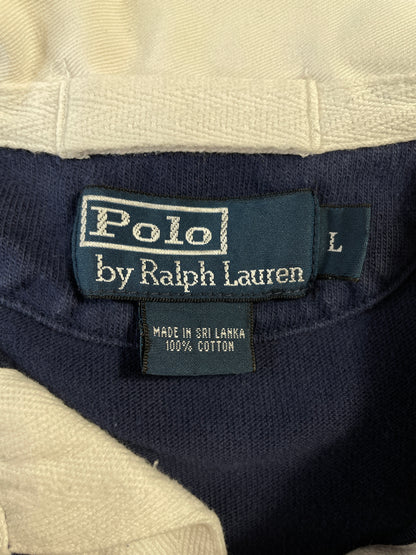 Polo
by Ralph Lauren
L
MADE IN SRI LANKA
100% COTTON